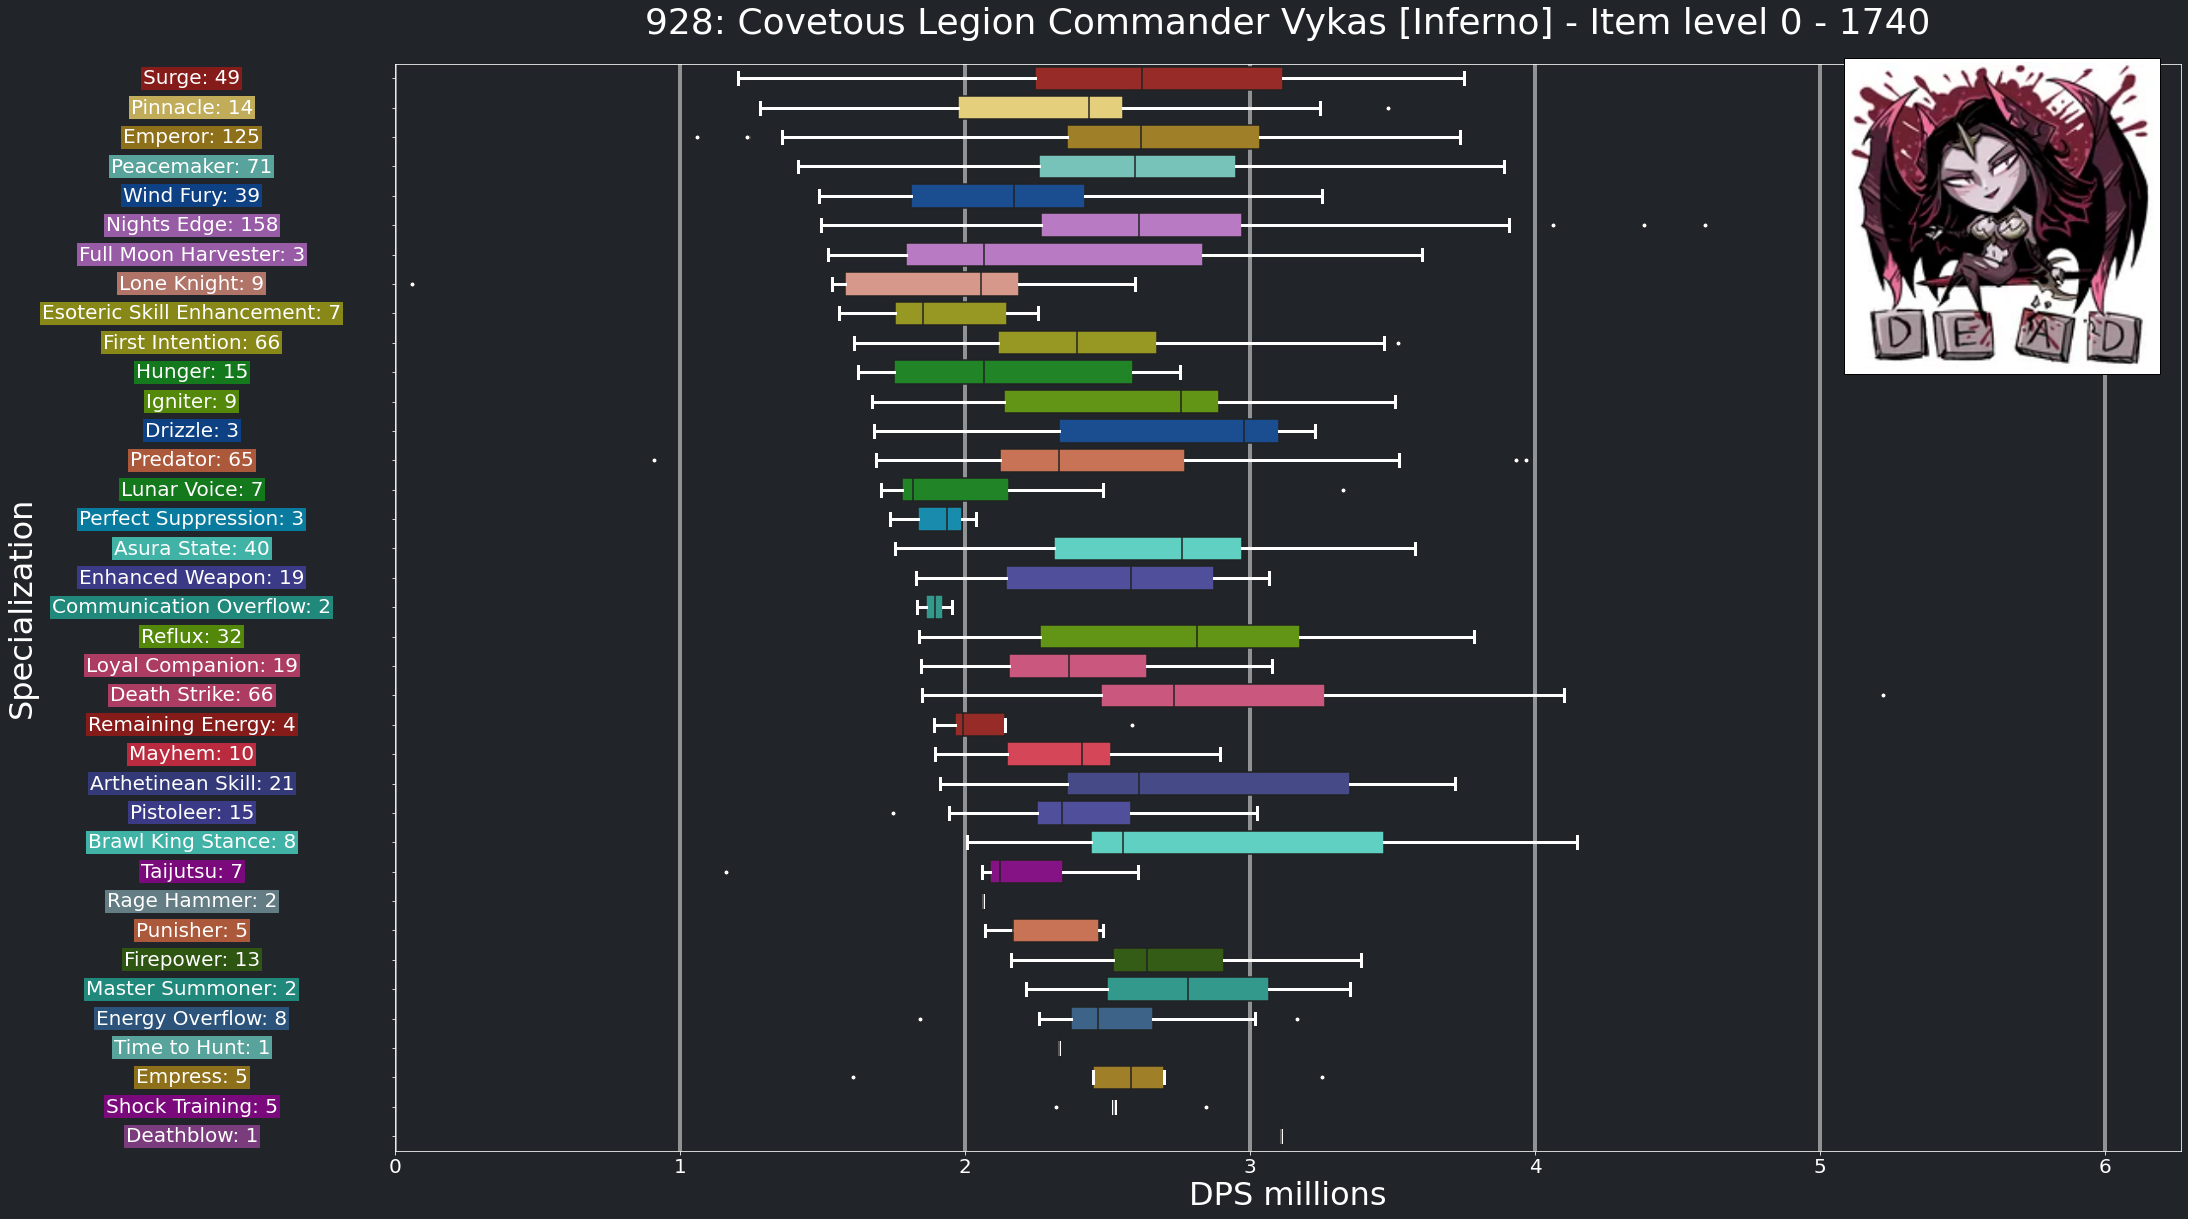 928: Covetous Legion Commander Vykas [Inferno] - Item level 0 - 1740
Surge: 49
Pinnacle: 14
Emperor: 125
Peacemaker: 71
Wind Fury: 39
Nights Edge: 158
Full Moon Harvester: 3
Lone Knight: 9
Esoteric Skill Enhancement: 7
First Intention: 66
Hunger: 15
Igniter: 9
Drizzle: 3
Predator: 65
Lunar Voice: 7
Perfect Suppression: 3
Asura State: 40
Enhanced Weapon: 19
Communication Overflow: 2
Reflux: 32
Loyal Companion: 19
Death Strike: 66
Remaining Energy: 4
Mayhem: 10
Arthetinean Skill: 21
Pistoleer: 15
Brawl King Stance: 8
Taijutsu: 7
Rage Hammer: 2
Punisher: 5
Firepower: 13
Master Summoner: 2
Energy Overflow: 8
Time to Hunt: 1
Empress: 5
Shock Training: 5
Deathblow: 1
Specialization
DEAD
0 1 2 3 4 5 6
DPS millions